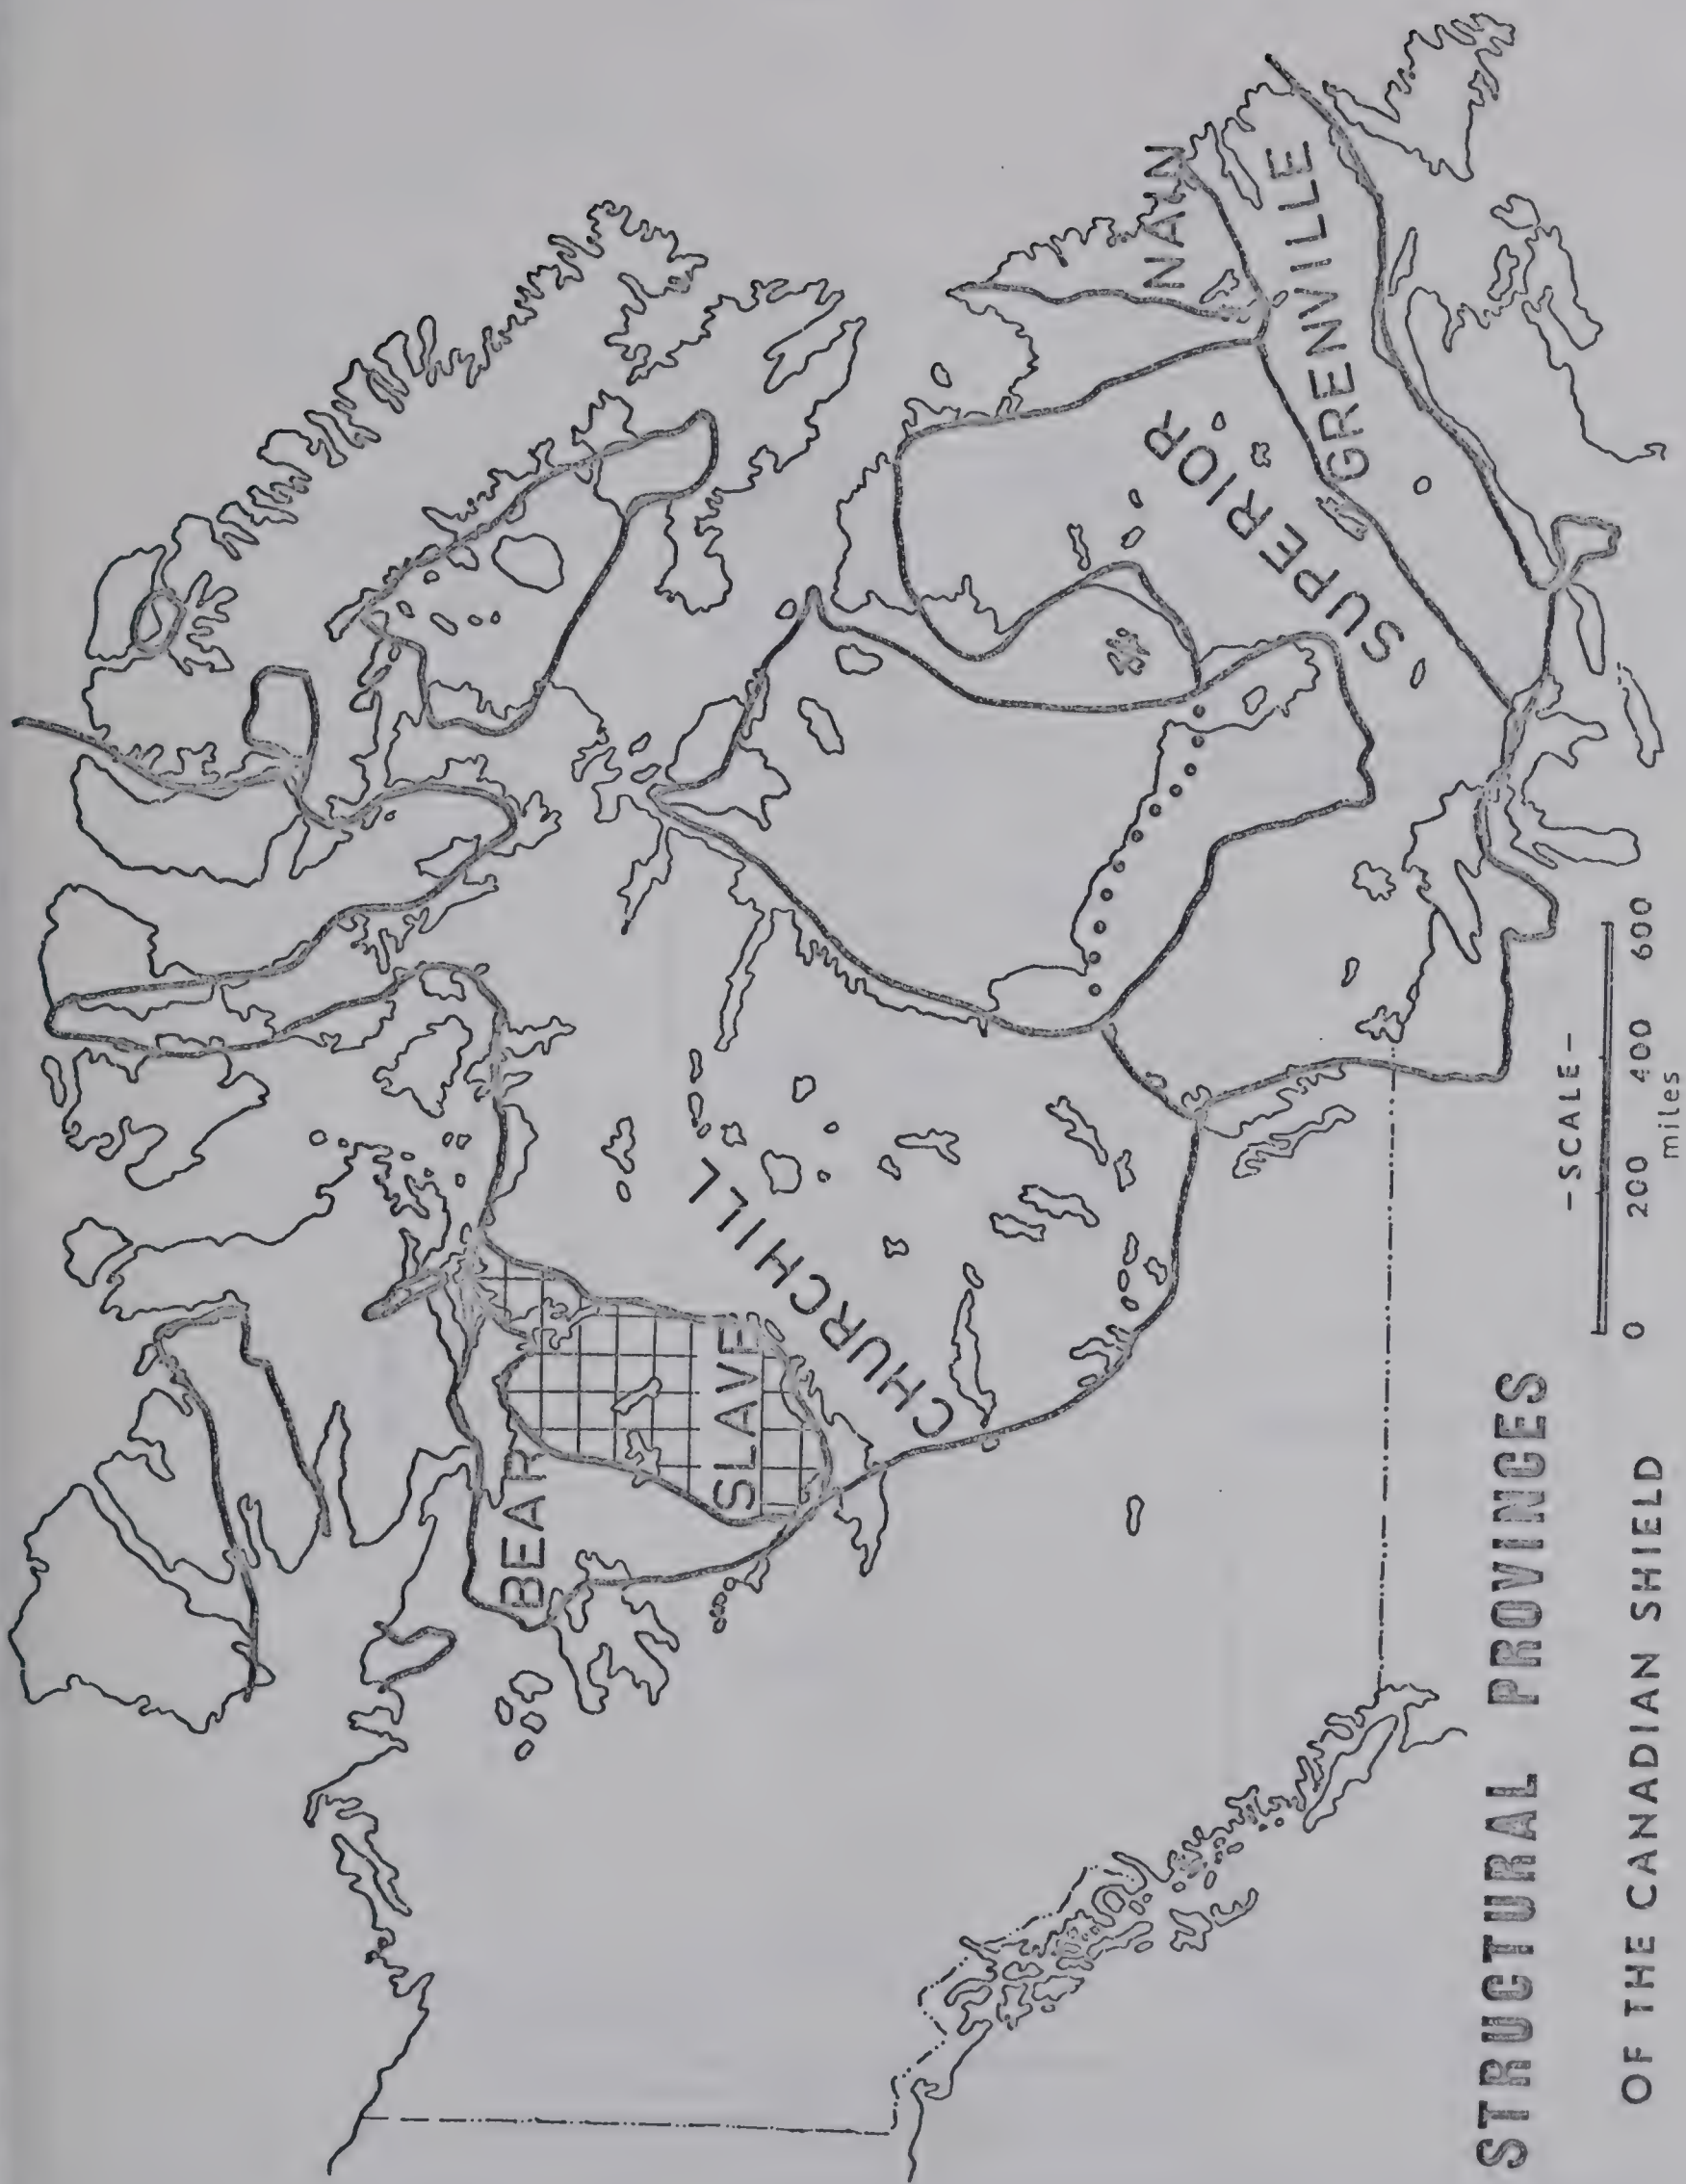 BEAR
SLAVE
CHURCHILL
SUPERIOR
NAIN
GRENVILLE
STRUCTURAL PROVINCES
OF THE CANADIAN SHIELD
-SCALE-
0 200 400 600
miles